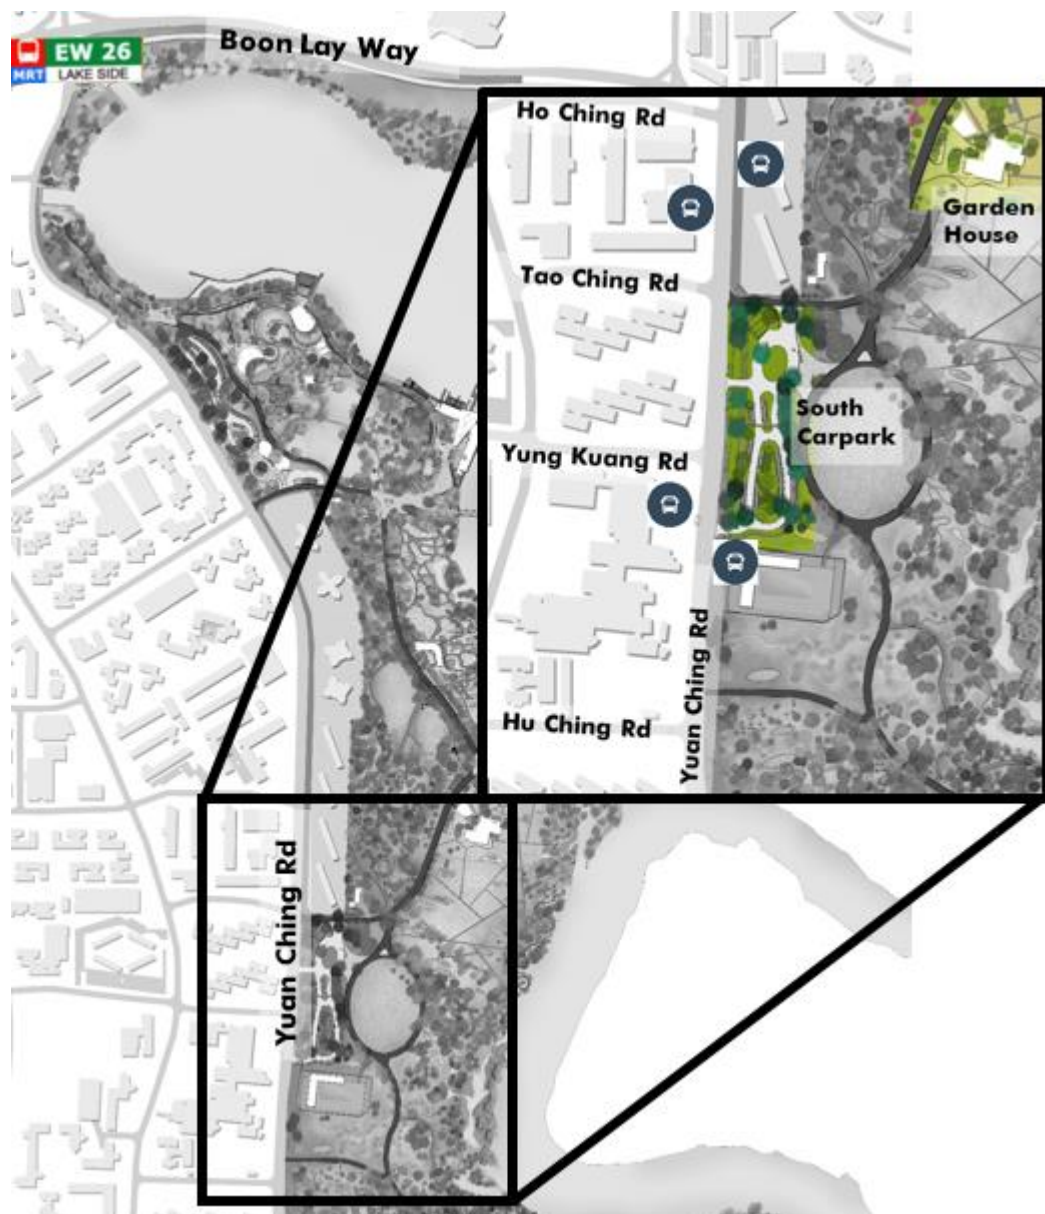 Boon Lay Way
EW 26
MRT
LAKE SIDE
Ho Ching Rd
Garden
House
Tao Ching Rd
South
Carpark
Yung Kuang Rd
Yuan Ching Rd
Hu Ching Rd
Yuan Ching Rd